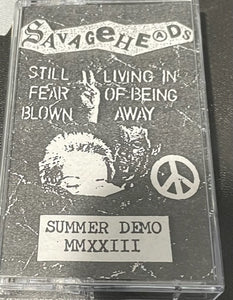 SAVAGEHEADS
STILL LIVING IN
FEAR OF BEING
BLOWN AWAY
SUMMER DEMO
MMXXIII